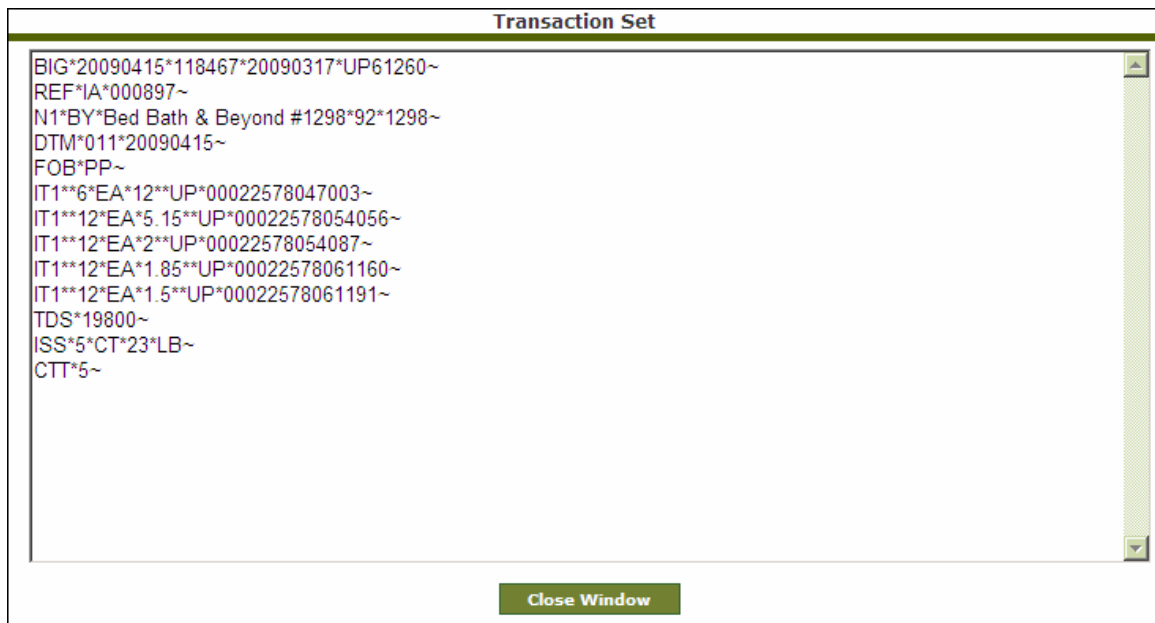 Transaction Set
BIG*20090415*118467*20090317*UP61260~
REF*IA*000897~
N1*BY*Bed Bath & Beyond #1298*92*1298~
DTM*011*20090415~
FOB*PP~
IT1**6*EA*12**UP*00022578047003~
IT1**12*EA*5.15**UP*00022578054056~
IT1**12*EA*2**UP*00022578054087~
IT1**12*EA*1.85**UP*00022578061160~
IT1**12*EA*1.5**UP*00022578061191~
TDS*19800~
ISS*5*CT*23*LB~
CTT*5~
Close Window